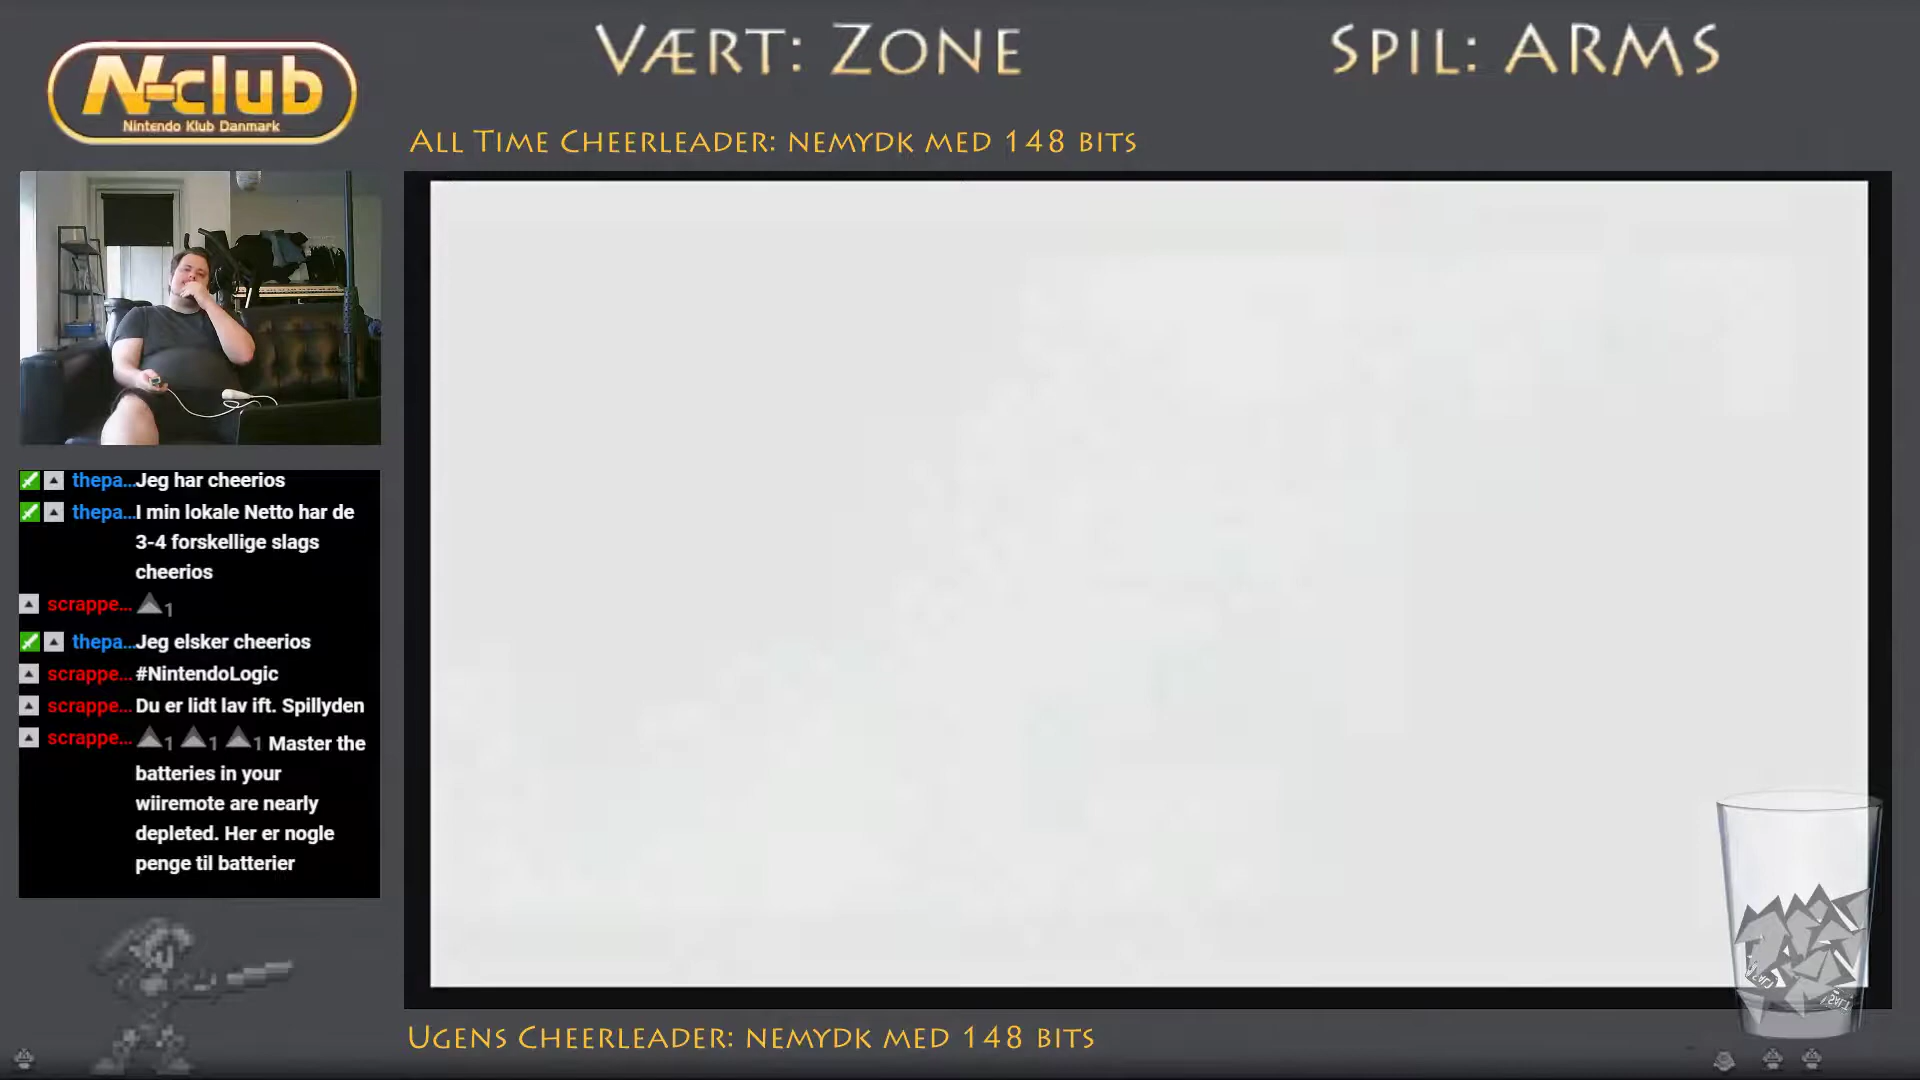 N-club
Nintendo Klub Danmark
VÆRT: ZONE
SPIL: ARMS
ALL TIME CHEERLEADER: NEMYDK MED 148 BITS
thepa...Jeg har cheerios
thepa...I min lokale Netto har de
3-4 forskellige slags
cheerios
scrappe... 1
thepa...Jeg elsker cheerios
scrappe... #NintendoLogic
scrappe... Du er lidt lav ift. Spillyden
scrappe... 1 1 1 Master the
batteries in your
wiiremote are nearly
depleted. Her er nogle
penge til batterier
UGENS CHEERLEADER: NEMYDK MED 148 BITS